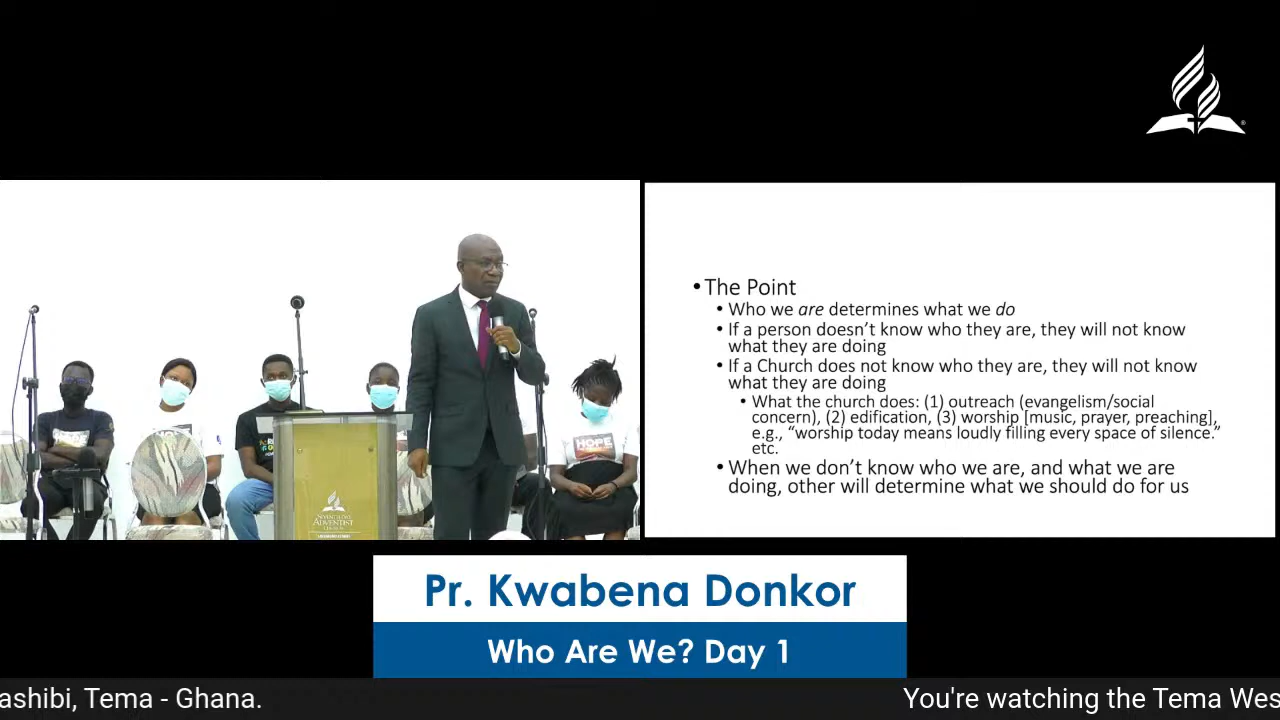 • The Point
• Who we are determines what we do
• If a person doesn't know who they are, they will not know
what they are doing
• If a Church does not know who they are, they will not know
what they are doing
• What the church does: (1) outreach (evangelism/social
concern), (2) edification, (3) worship [music, prayer, preaching],
e.g., “worship today means loudly filling every space of silence.”
etc.
• When we don't know who we are, and what we are
doing, other will determine what we should do for us
HOPE
ADVENTIST
Pr. Kwabena Donkor
Who Are We? Day 1
ashibi, Tema - Ghana.
You're watching the Tema Wes